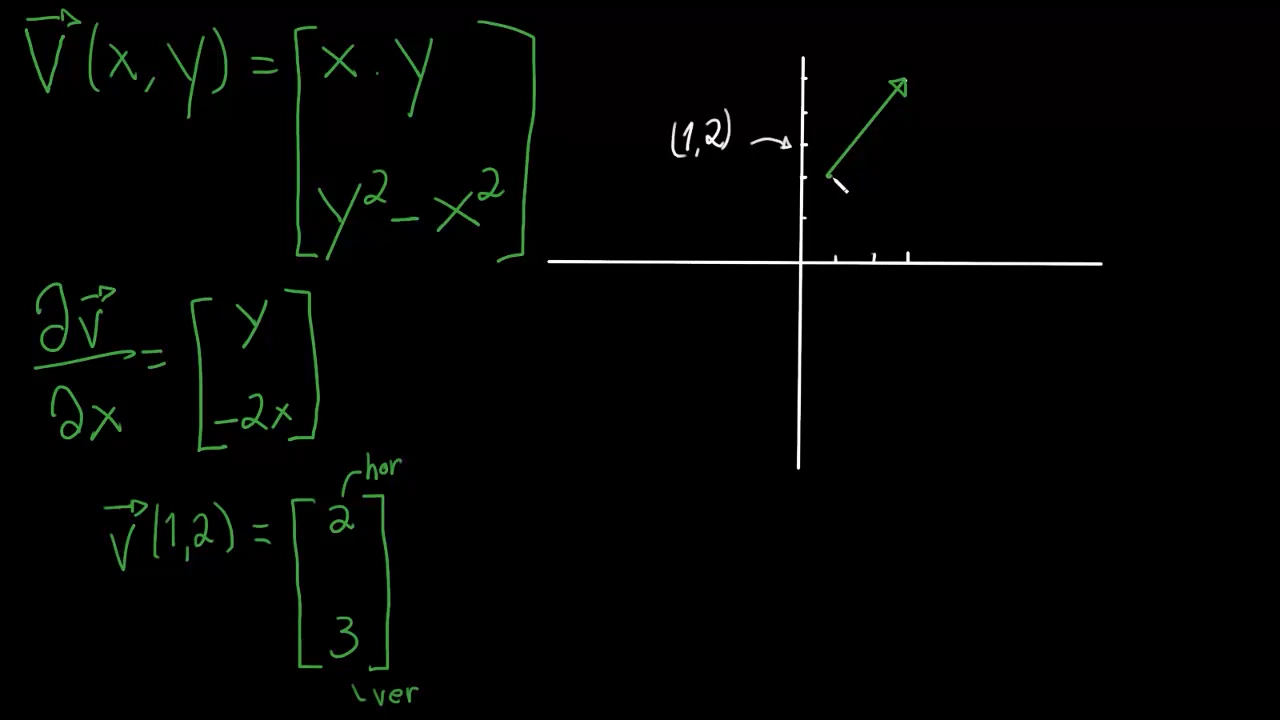 V⃗(x, y) = [x · y
y² − x²]
(1,2)
∂v⃗/∂x = [y
−2x]
hor
v⃗(1,2) = [2
3]
ver